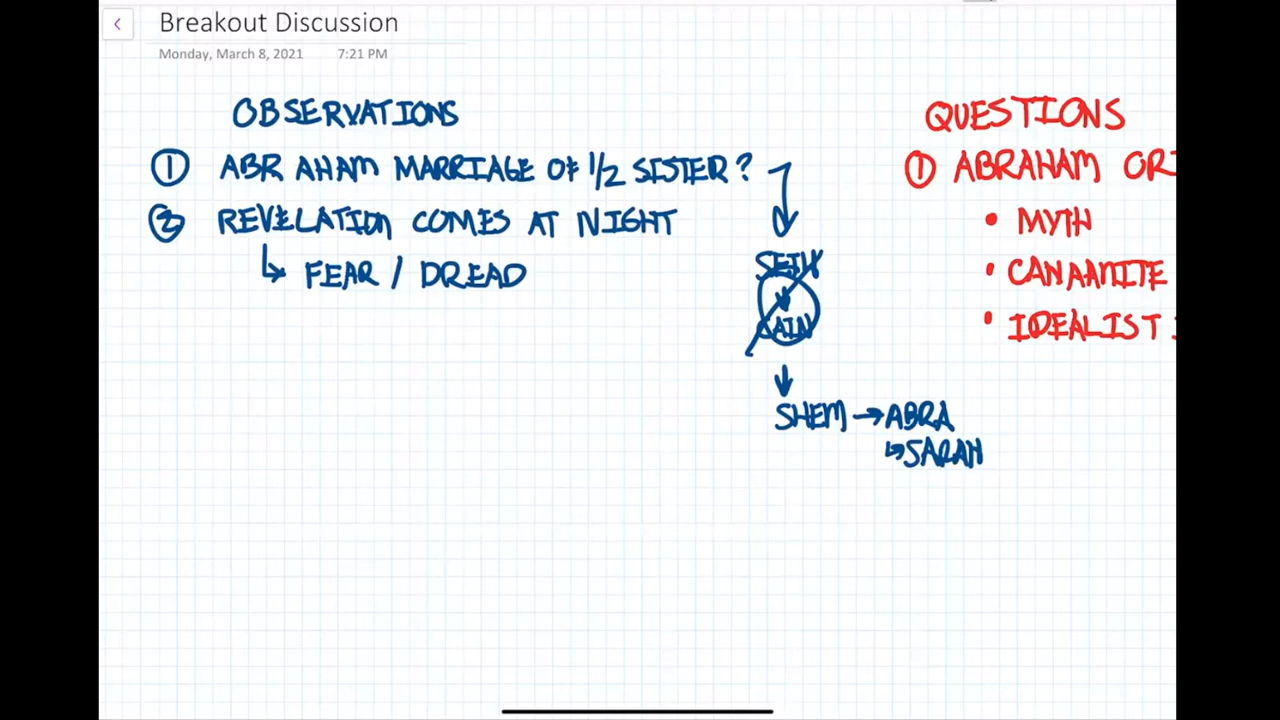 Breakout Discussion
Monday, March 8, 2021 7:21 PM
OBSERVATIONS
① ABRAHAM MARRIAGE OF 1/2 SISTER?
② REVELATION COMES AT NIGHT
↳ FEAR / DREAD
SETH
↓
CAIN
↓
SHEM → ABRA
↳ SARAH
QUESTIONS
① ABRAHAM ORI
• MYTH
• CANAANITE
• IDEALIST